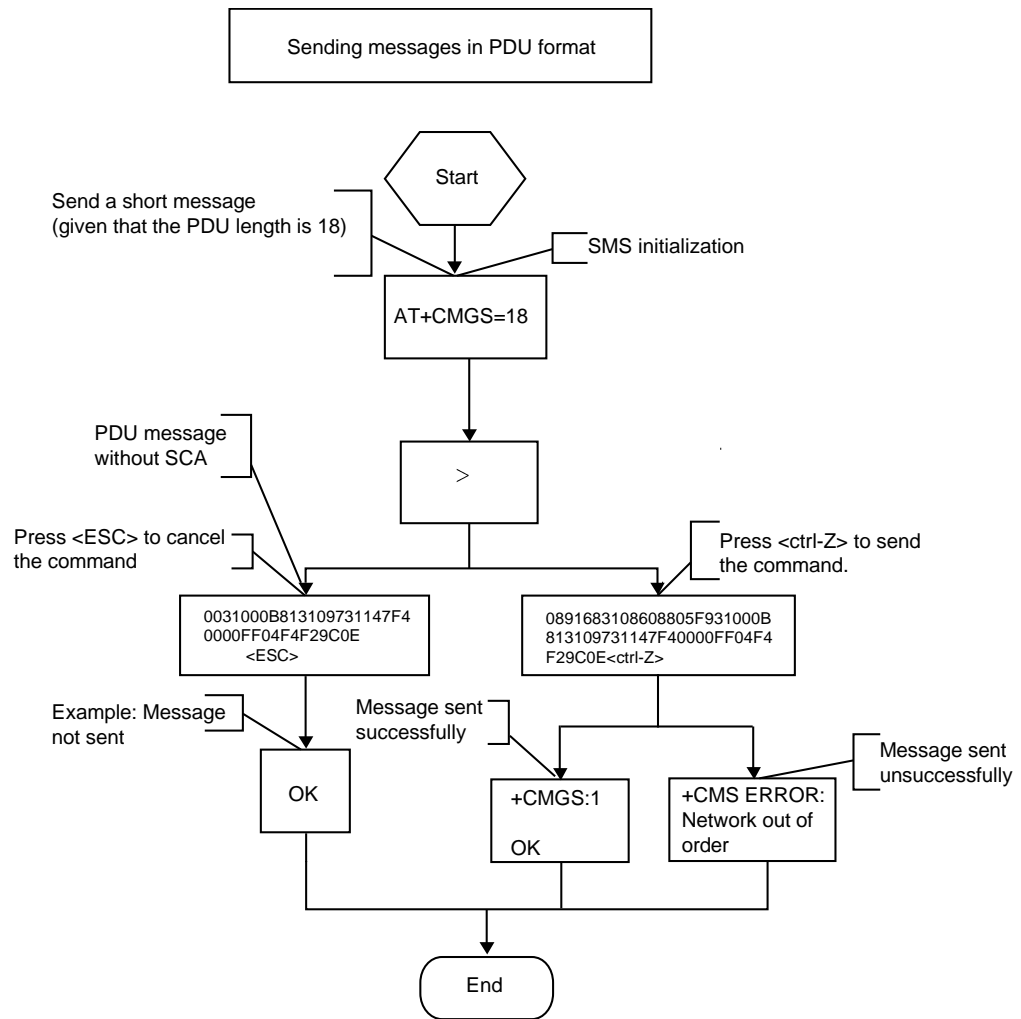 Sending messages in PDU format
Start
Send a short message
(given that the PDU length is 18)
SMS initialization
AT+CMGS=18
PDU message
without SCA
>
Press <ESC> to cancel
the command
Press <ctrl-Z> to send
the command.
0031000B813109731147F4
0000FF04F4F29C0E
<ESC>
0891683108608805F931000B
813109731147F40000FF04F4
F29C0E<ctrl-Z>
Example: Message
not sent
Message sent
successfully
Message sent
unsuccessfully
OK
+CMGS:1
OK
+CMS ERROR:
Network out of
order
End